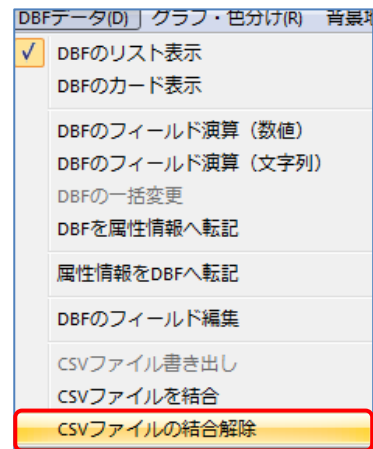 DBFデータ(D) グラフ・色分け(R) 背景
DBFのリスト表示
DBFのカード表示
DBFのフィールド演算（数値）
DBFのフィールド演算（文字列）
DBFの一括変更
DBFを属性情報へ転記
属性情報をDBFへ転記
DBFのフィールド編集
CSVファイル書き出し
CSVファイルを結合
CSVファイルの結合解除